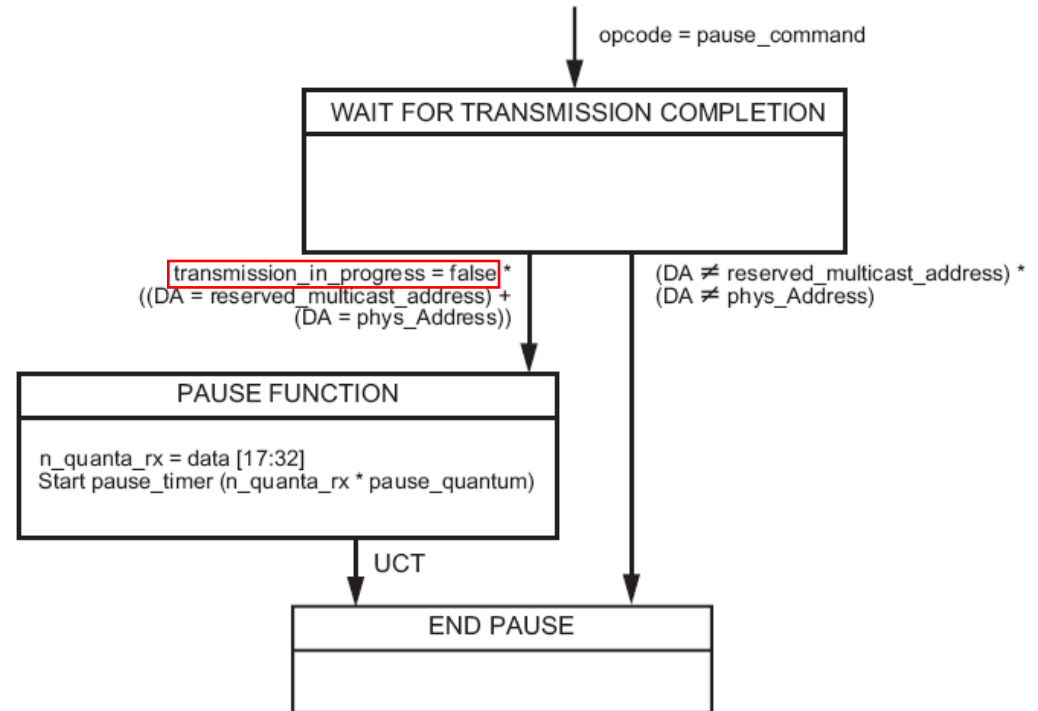 opcode = pause_command
WAIT FOR TRANSMISSION COMPLETION
transmission_in_progress = false *
((DA = reserved_multicast_address) +
(DA = phys_Address))
(DA ≠ reserved_multicast_address) *
(DA ≠ phys_Address)
PAUSE FUNCTION
n_quanta_rx = data [17:32]
Start pause_timer (n_quanta_rx * pause_quantum)
UCT
END PAUSE